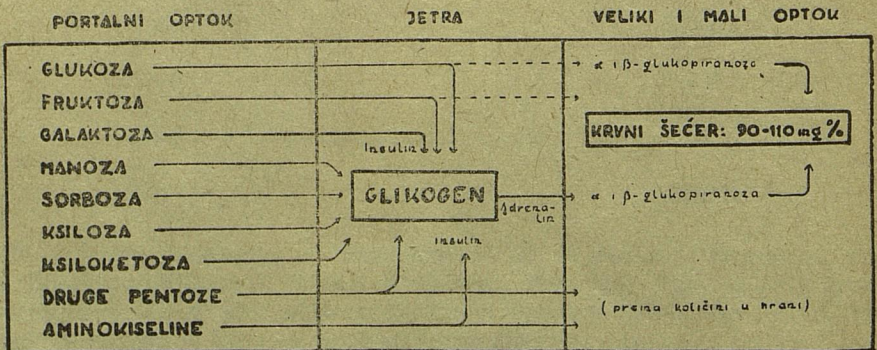 PORTALNI OPTOK
JETRA
VELIKI I MALI OPTOK
GLUKOZA
α i β-glukopiranoza
FRUKTOZA
GALAKTOZA
KRVNI ŠEĆER: 90-110 mg %
Insulin
MANOZA
GLIKOGEN
SORBOZA
Adrena-
lin
α i β-glukopiranoza
KSILOZA
insulin
KSILOKETOZA
DRUGE PENTOZE
(prema količini u hrani)
AMINOKISELINE